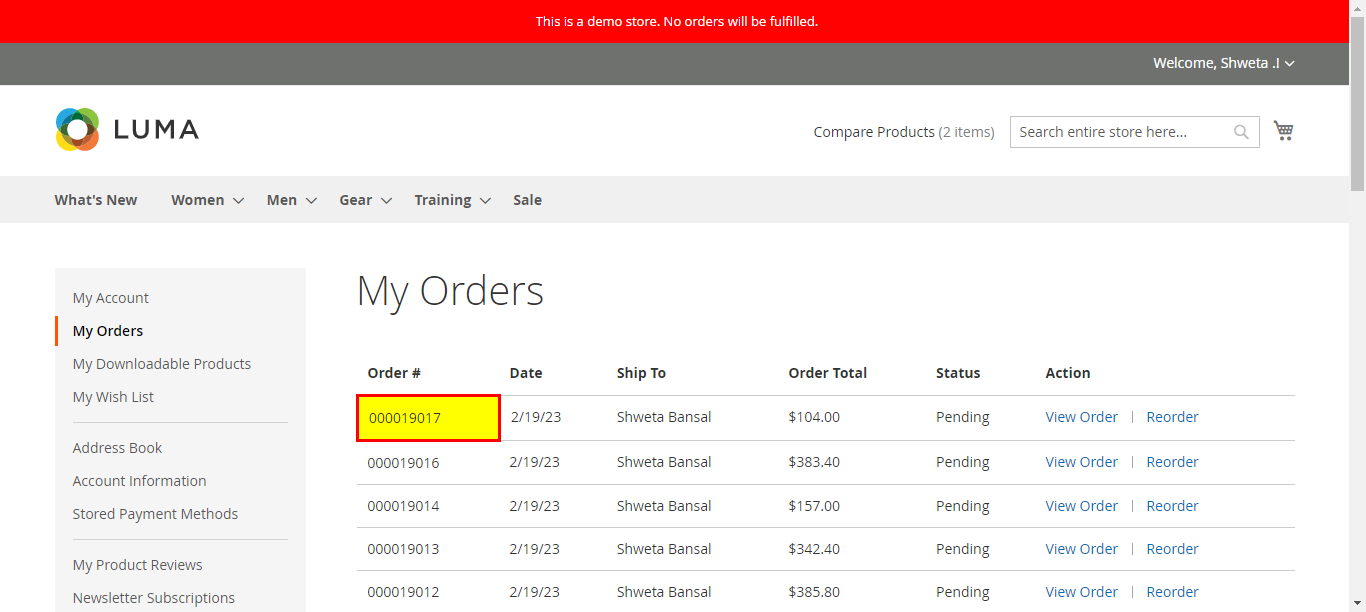 This is a demo store. No orders will be fulfilled.
Welcome, Shweta .!
LUMA
Compare Products (2 items)
Search entire store here...
What's New Women Men Gear Training Sale
My Account
My Orders
My Downloadable Products
My Wish List
Address Book
Account Information
Stored Payment Methods
My Product Reviews
Newsletter Subscriptions
My Orders
Order # Date Ship To Order Total Status Action
000019017 2/19/23 Shweta Bansal $104.00 Pending View Order | Reorder
000019016 2/19/23 Shweta Bansal $383.40 Pending View Order | Reorder
000019014 2/19/23 Shweta Bansal $157.00 Pending View Order | Reorder
000019013 2/19/23 Shweta Bansal $342.40 Pending View Order | Reorder
000019012 2/19/23 Shweta Bansal $385.80 Pending View Order | Reorder